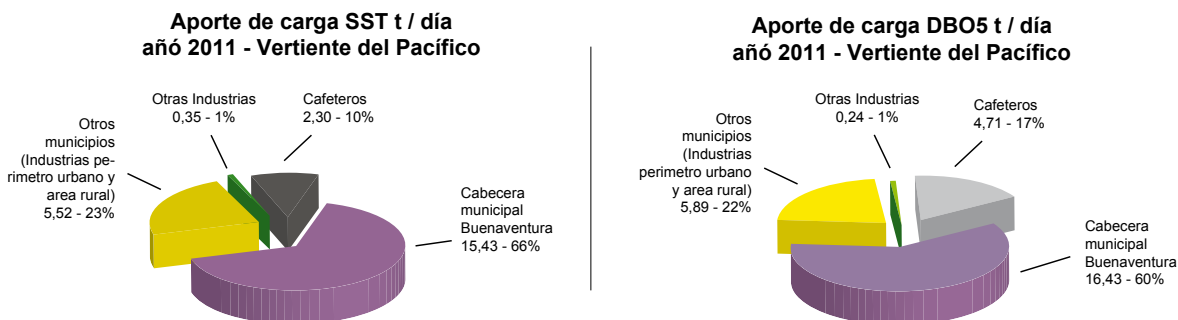 Aporte de carga SST t / día
añó 2011 - Vertiente del Pacífico
Otras Industrias
0,35 - 1%
Cafeteros
2,30 - 10%
Otros
municipios
(Industrias pe-
rimetro urbano y
area rural)
5,52 - 23%
Cabecera
municipal
Buenaventura
15,43 - 66%
Aporte de carga DBO5 t / día
añó 2011 - Vertiente del Pacífico
Otras Industrias
0,24 - 1%
Cafeteros
4,71 - 17%
Otros
municipios
(Industrias
perimetro urbano
y area rural)
5,89 - 22%
Cabecera
municipal
Buenaventura
16,43 - 60%